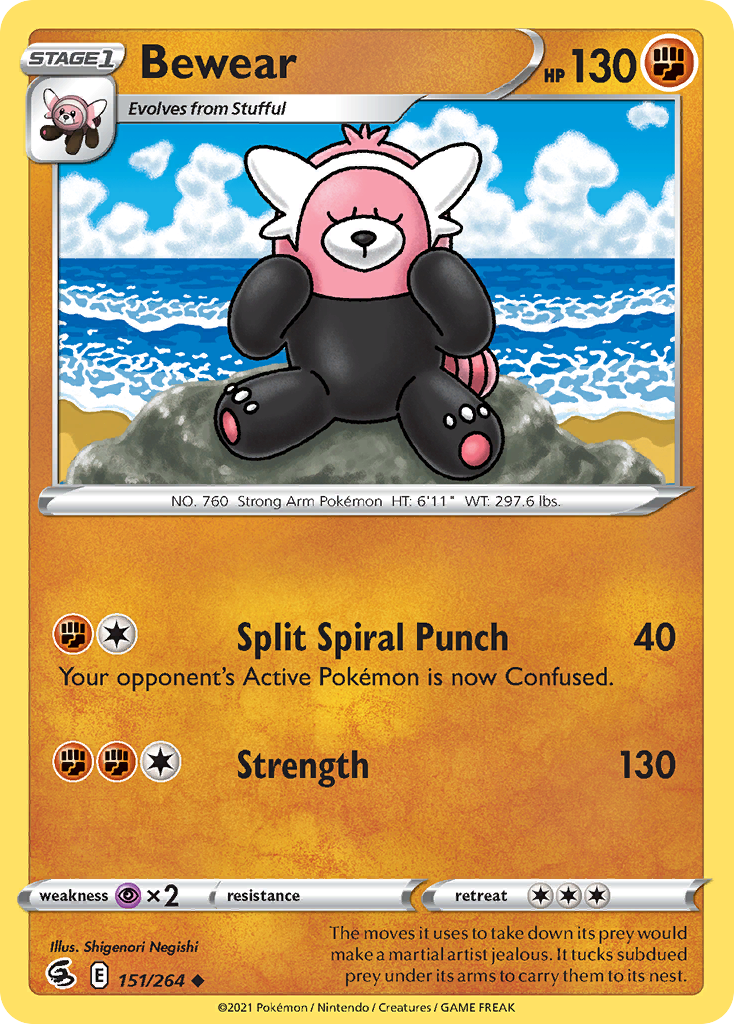 STAGE1
Bewear
HP 130
Evolves from Stufful
NO. 760 Strong Arm Pokémon HT: 6'11" WT: 297.6 lbs.
Split Spiral Punch 40
Your opponent's Active Pokémon is now Confused.
Strength 130
weakness ×2 resistance retreat
Illus. Shigenori Negishi
The moves it uses to take down its prey would
make a martial artist jealous. It tucks subdued
prey under its arms to carry them to its nest.
E 151/264
©2021 Pokémon / Nintendo / Creatures / GAME FREAK